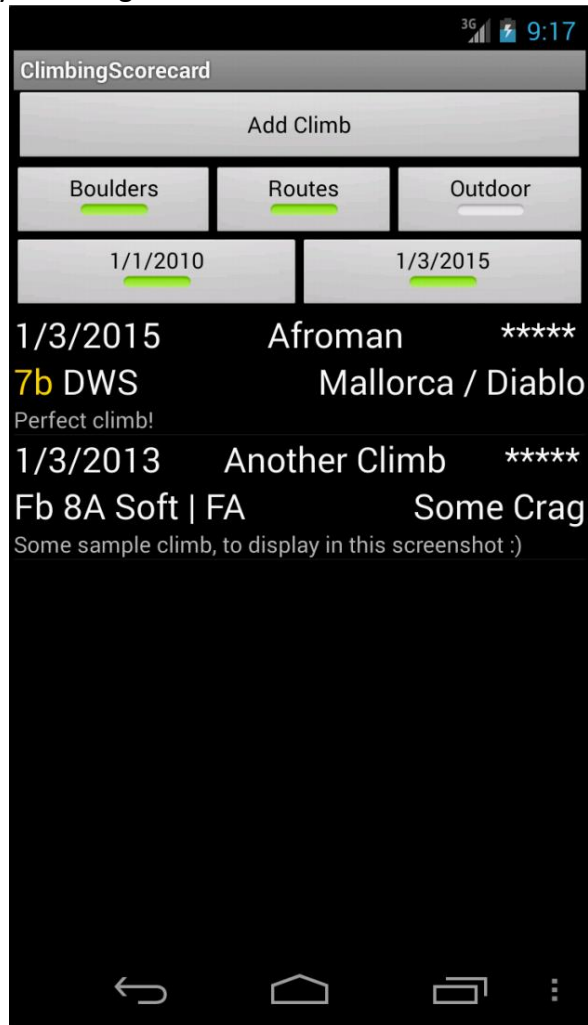 3G 9:17
ClimbingScorecard
Add Climb
Boulders Routes Outdoor
1/1/2010 1/3/2015
1/3/2015 Afroman *****
7b DWS Mallorca / Diablo
Perfect climb!
1/3/2013 Another Climb *****
Fb 8A Soft | FA Some Crag
Some sample climb, to display in this screenshot :)